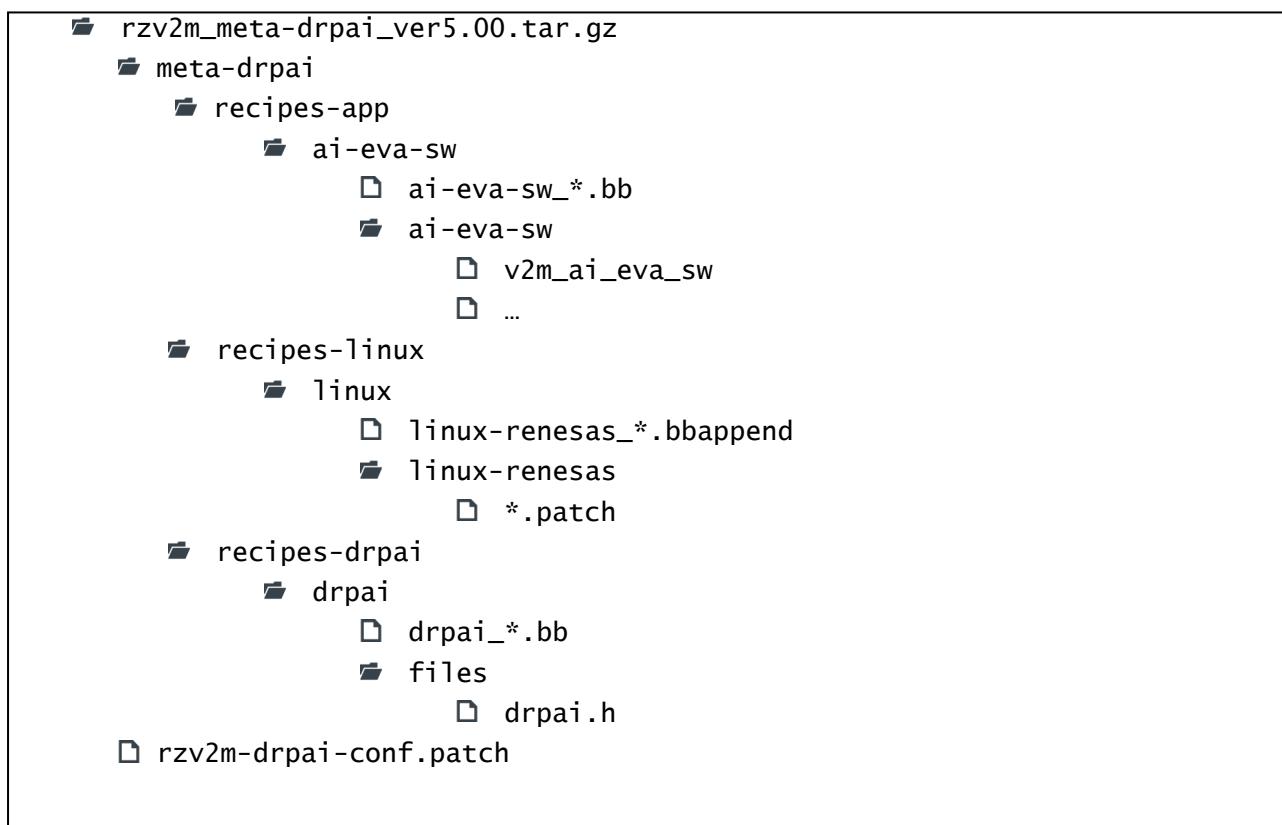 rzv2m_meta-drpai_ver5.00.tar.gz
meta-drpai
recipes-app
ai-eva-sw
ai-eva-sw_*.bb
ai-eva-sw
v2m_ai_eva_sw
…
recipes-linux
linux
linux-renesas_*.bbappend
linux-renesas
*.patch
recipes-drpai
drpai
drpai_*.bb
files
drpai.h
rzv2m-drpai-conf.patch